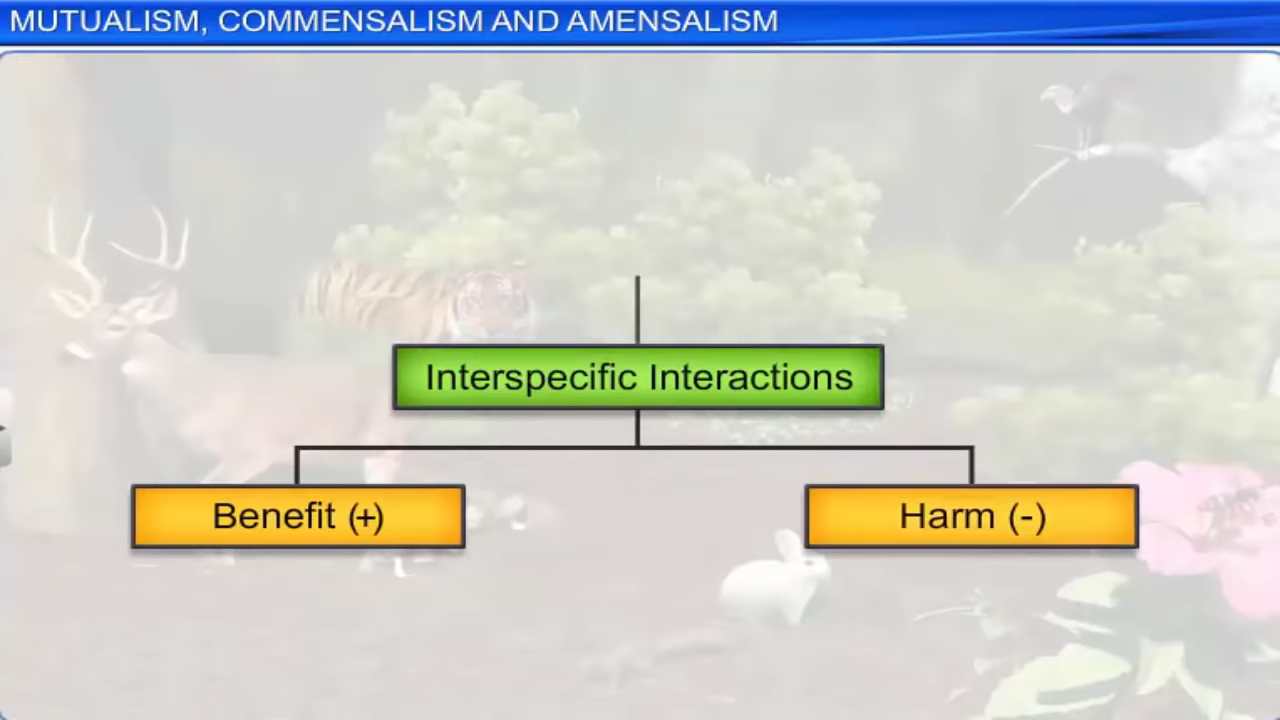 MUTUALISM, COMMENSALISM AND AMENSALISM
Interspecific Interactions
Benefit (+)
Harm (-)